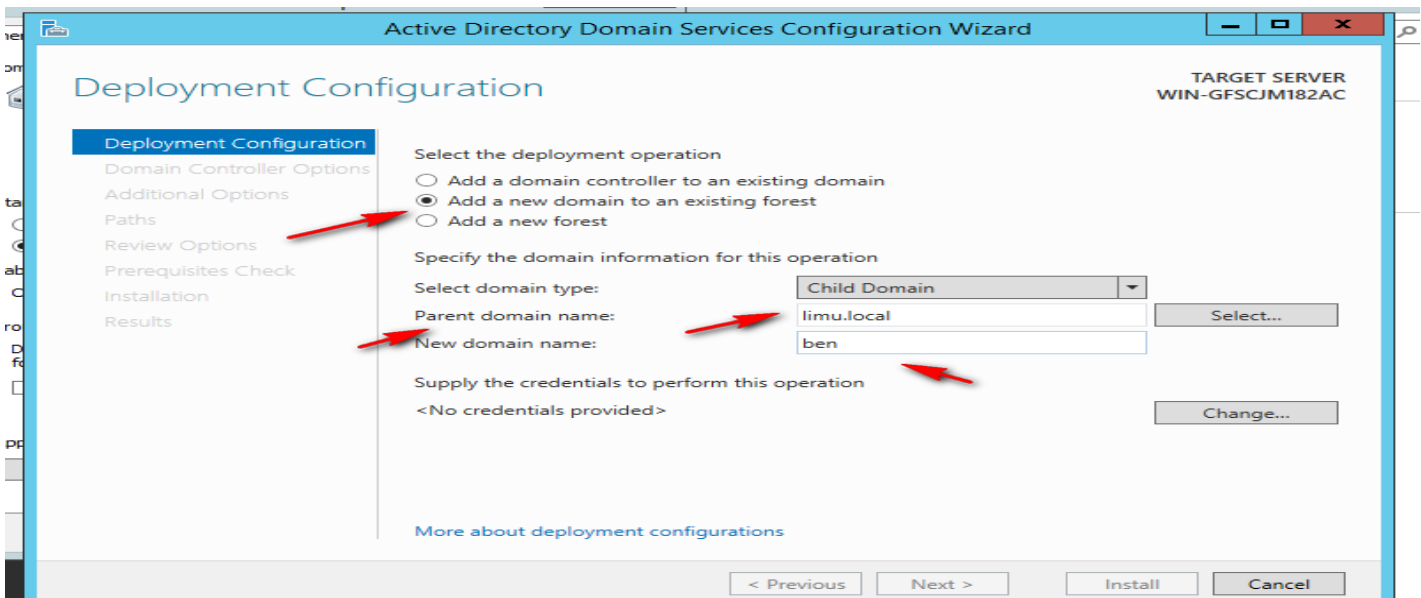 Active Directory Domain Services Configuration Wizard
Deployment Configuration
TARGET SERVER
WIN-GFSCJM182AC
Deployment Configuration
Domain Controller Options
Additional Options
Paths
Review Options
Prerequisites Check
Installation
Results
Select the deployment operation
Add a domain controller to an existing domain
Add a new domain to an existing forest
Add a new forest
Specify the domain information for this operation
Select domain type: Child Domain
Parent domain name: limu.local Select...
New domain name: ben
Supply the credentials to perform this operation
<No credentials provided> Change...
More about deployment configurations
< Previous Next > Install Cancel